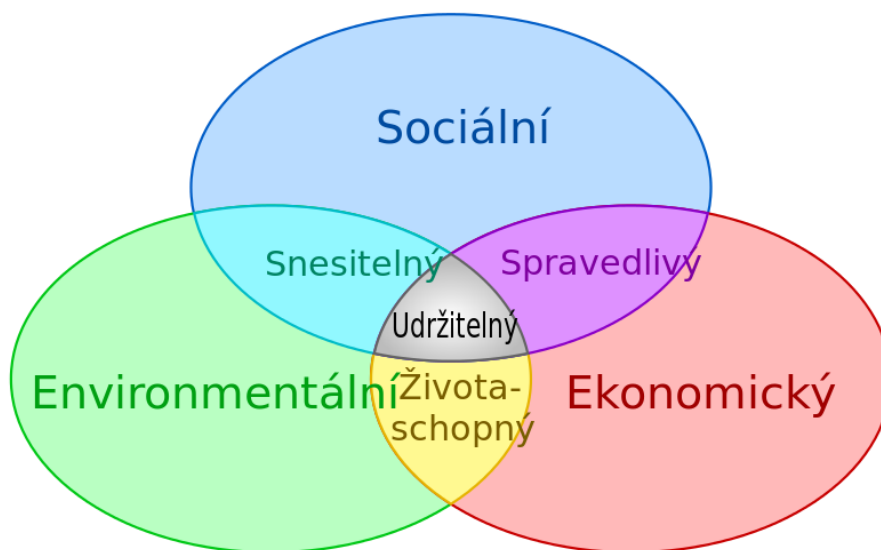 Sociální
Snesitelný
Spravedlivý
Udržitelný
Environmentální
Života-
schopný
Ekonomický